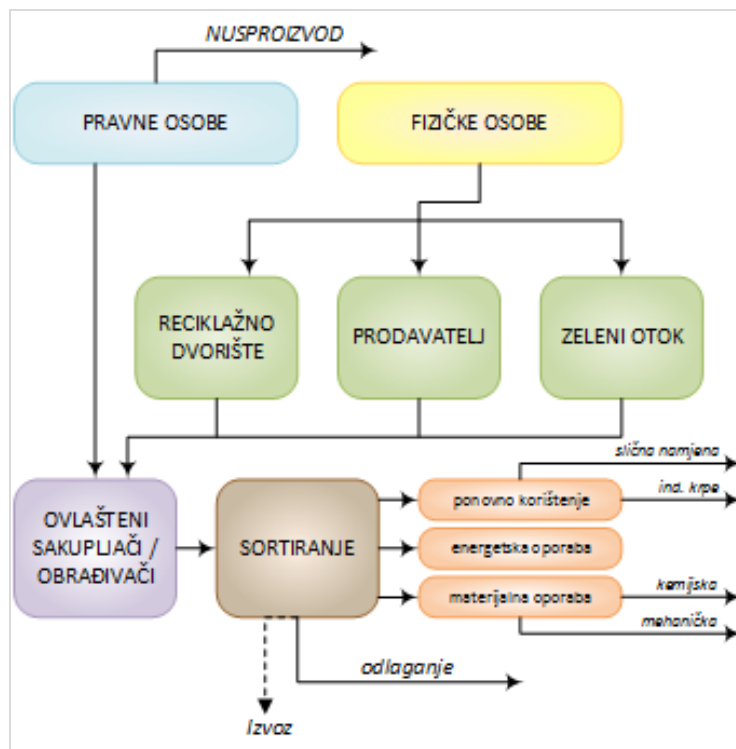 NUSPROIZVOD
PRAVNE OSOBE
FIZIČKE OSOBE
RECIKLAŽNO
DVORIŠTE
PRODAVATELJ
ZELENI OTOK
slična namjena
ind. krpe
OVLAŠTENI
SAKUPLJAČI /
OBRAĐIVAČI
SORTIRANJE
ponovno korištenje
energetska oporaba
materijalna oporaba
kemijska
mehanička
odlaganje
Izvoz